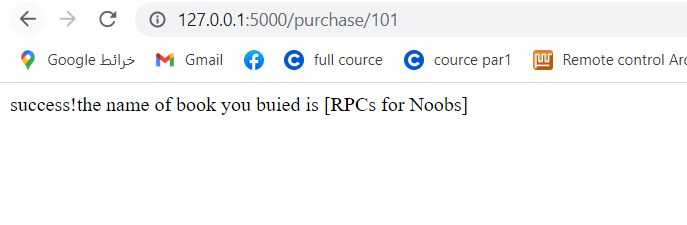 127.0.0.1:5000/purchase/101
Google خرائط
Gmail
full cource
cource par1
Remote control Ard
success!the name of book you buied is [RPCs for Noobs]